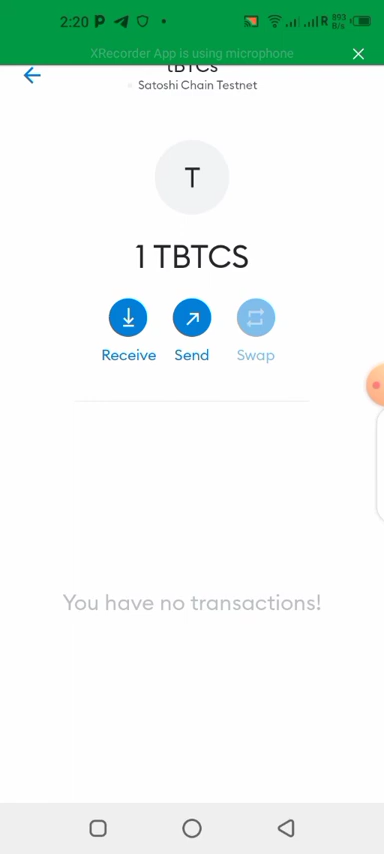 2:20
R 893 B/s
XRecorder App is using microphone
tBTCs
Satoshi Chain Testnet
T
1 TBTCS
Receive Send Swap
You have no transactions!